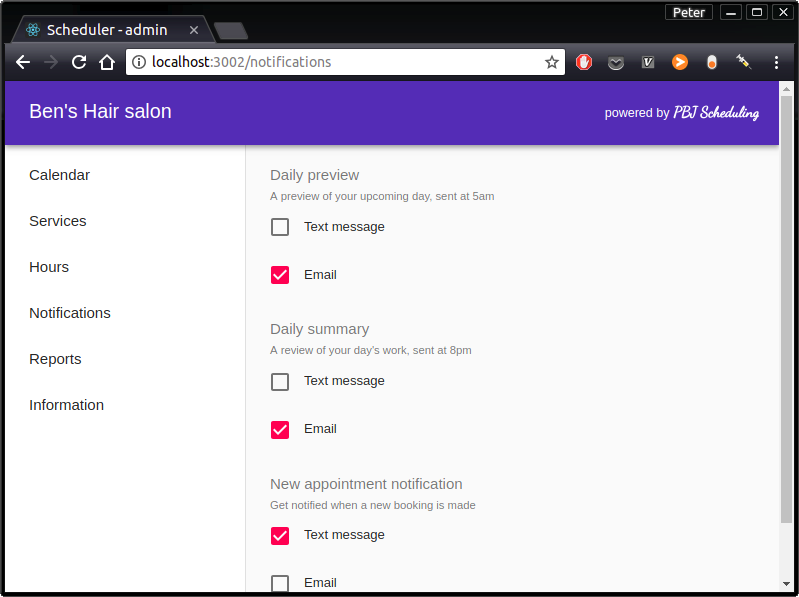 Peter
Scheduler - admin
localhost:3002/notifications
Ben's Hair salon
powered by PBJ Scheduling
Calendar
Services
Hours
Notifications
Reports
Information
Daily preview
A preview of your upcoming day, sent at 5am
Text message
Email
Daily summary
A review of your day's work, sent at 8pm
Text message
Email
New appointment notification
Get notified when a new booking is made
Text message
Email